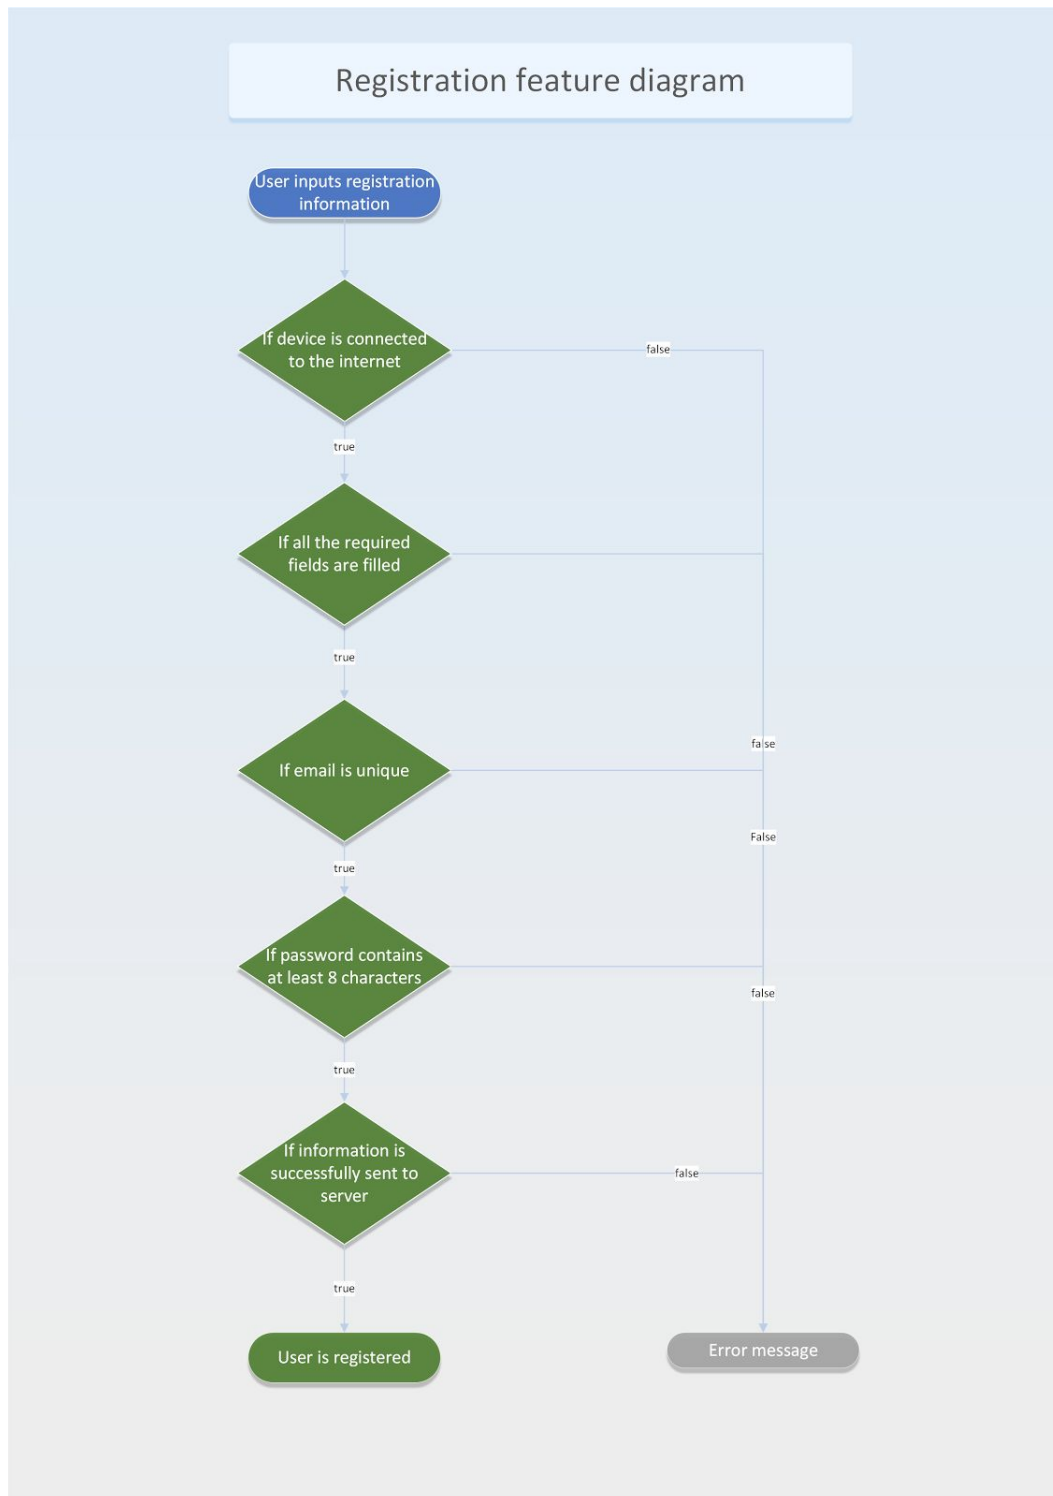 Registration feature diagram
User inputs registration
information
If device is connected
to the internet
false
true
If all the required
fields are filled
true
false
If email is unique
False
true
If password contains
at least 8 characters
false
true
If information is
successfully sent to
server
false
true
User is registered
Error message